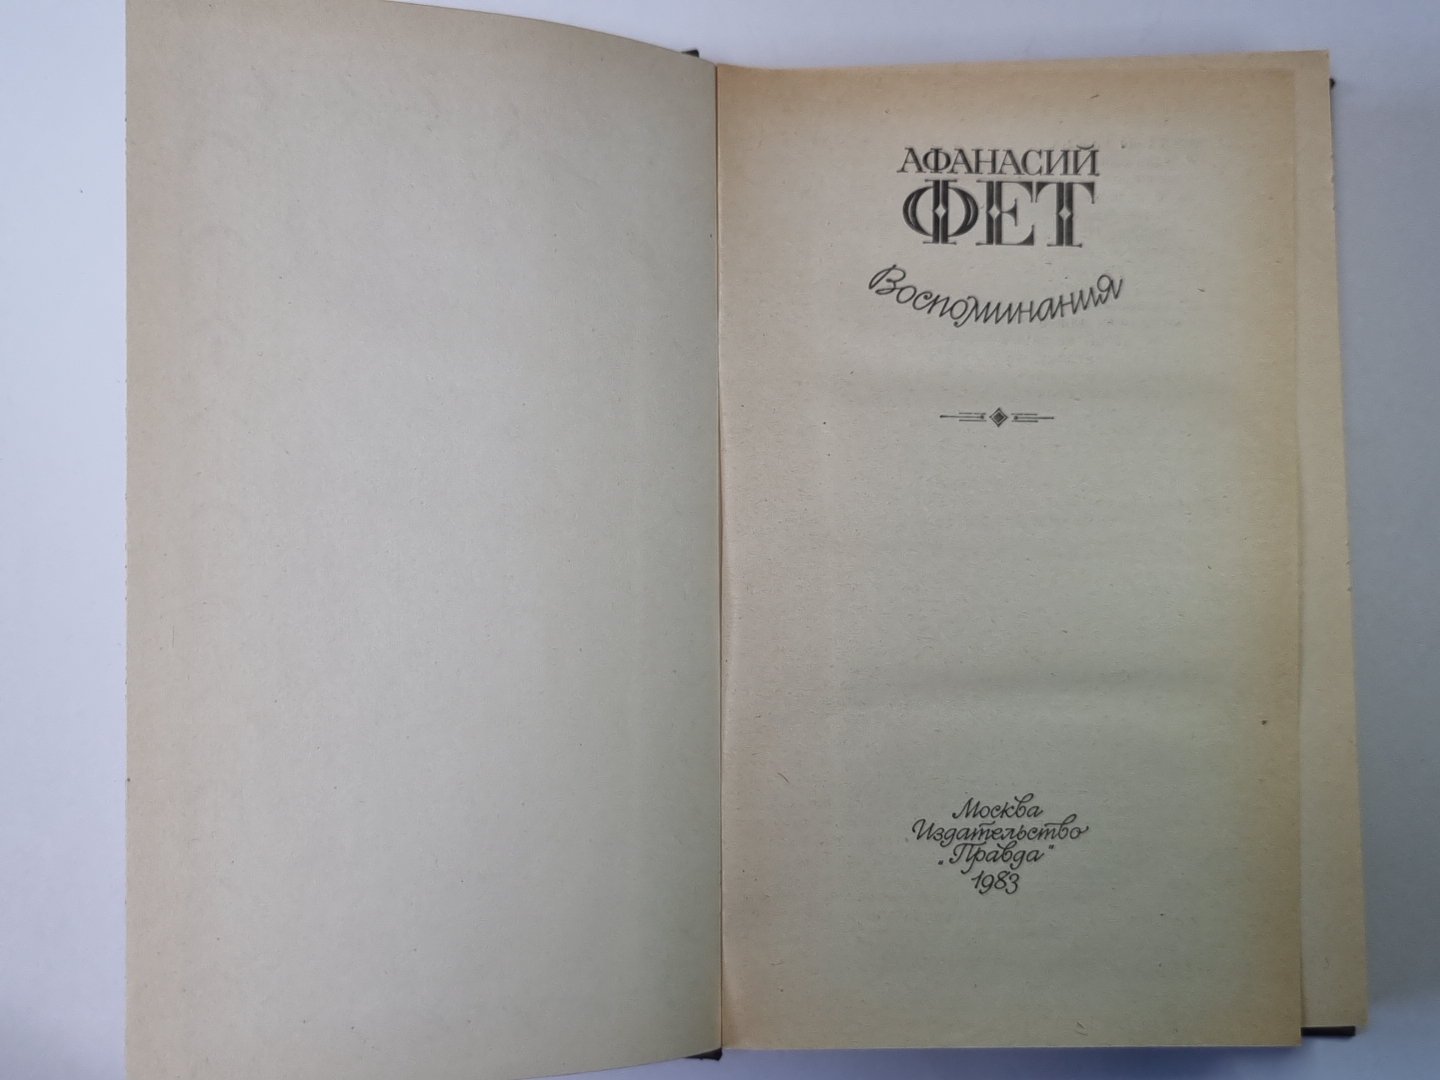 АФАНАСИЙ
ФЕТ
Воспоминания
Москва
Издательство
„Правда"
1983